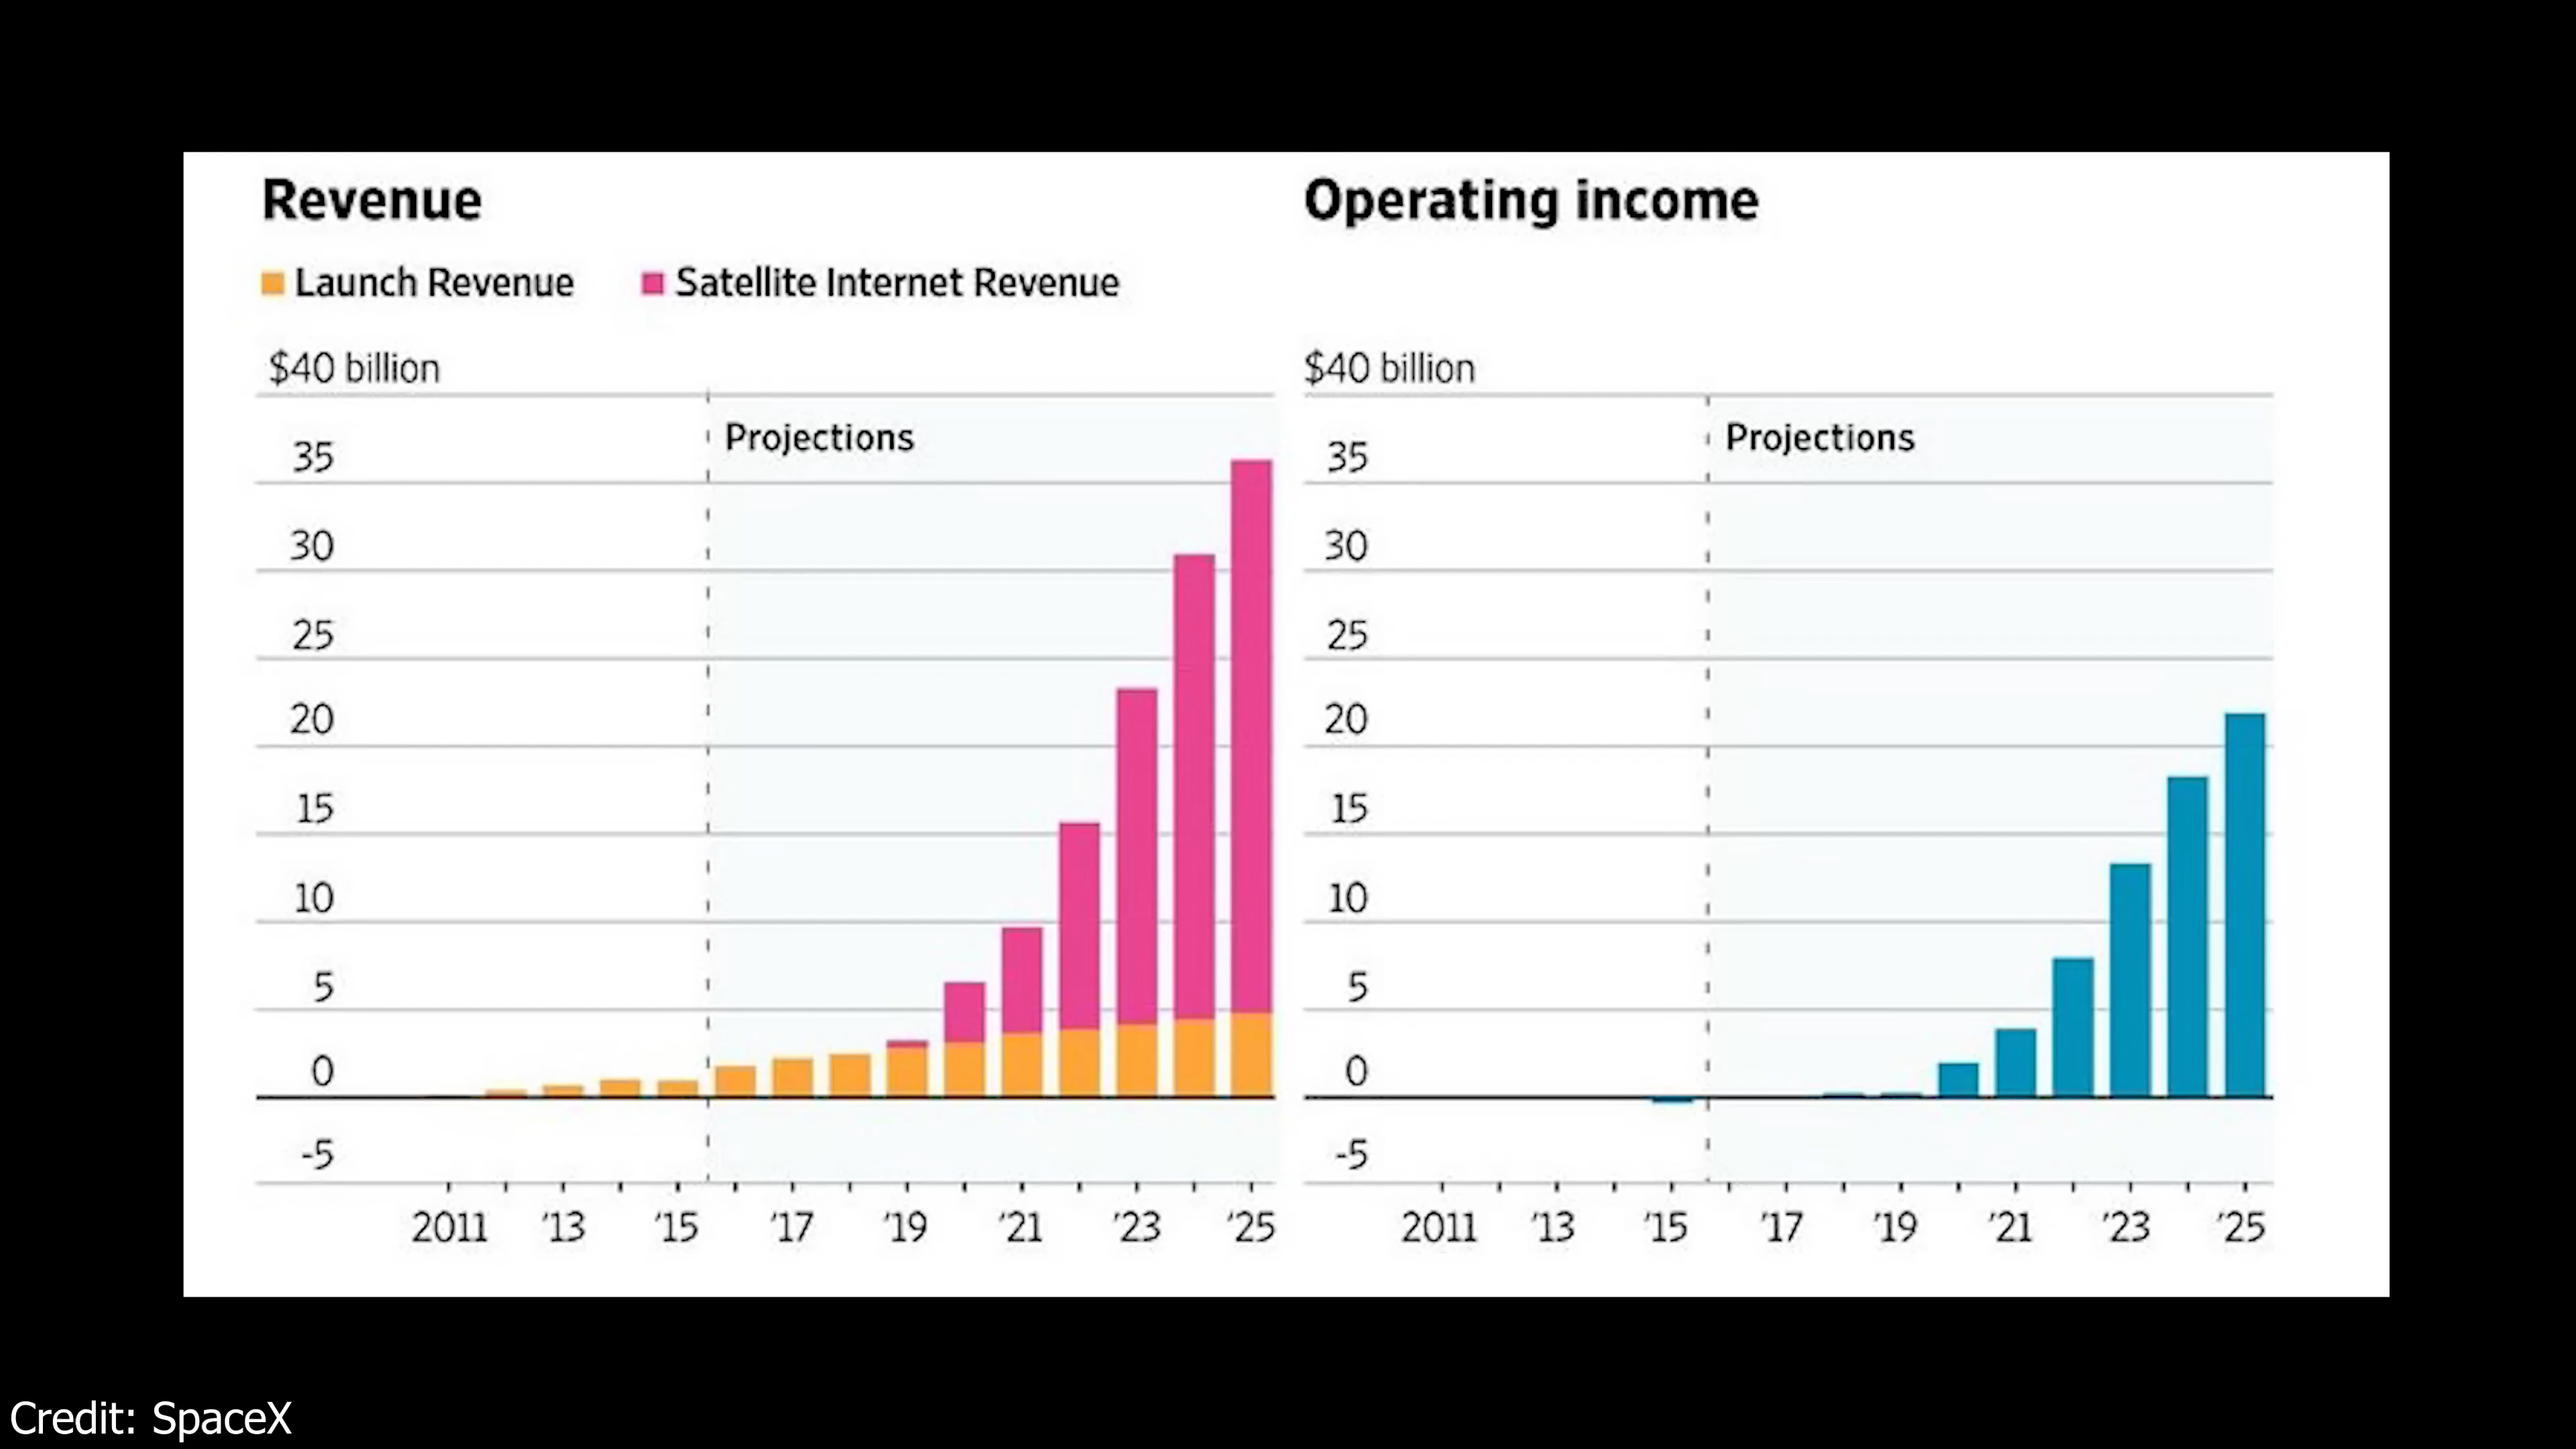 Revenue
Launch Revenue
Satellite Internet Revenue
$40 billion
35
30
25
20
15
10
5
0
-5
Projections
2011 '13 '15 '17 '19 '21 '23 '25
Operating income
$40 billion
35
30
25
20
15
10
5
0
-5
Projections
2011 '13 '15 '17 '19 '21 '23 '25
Credit: SpaceX